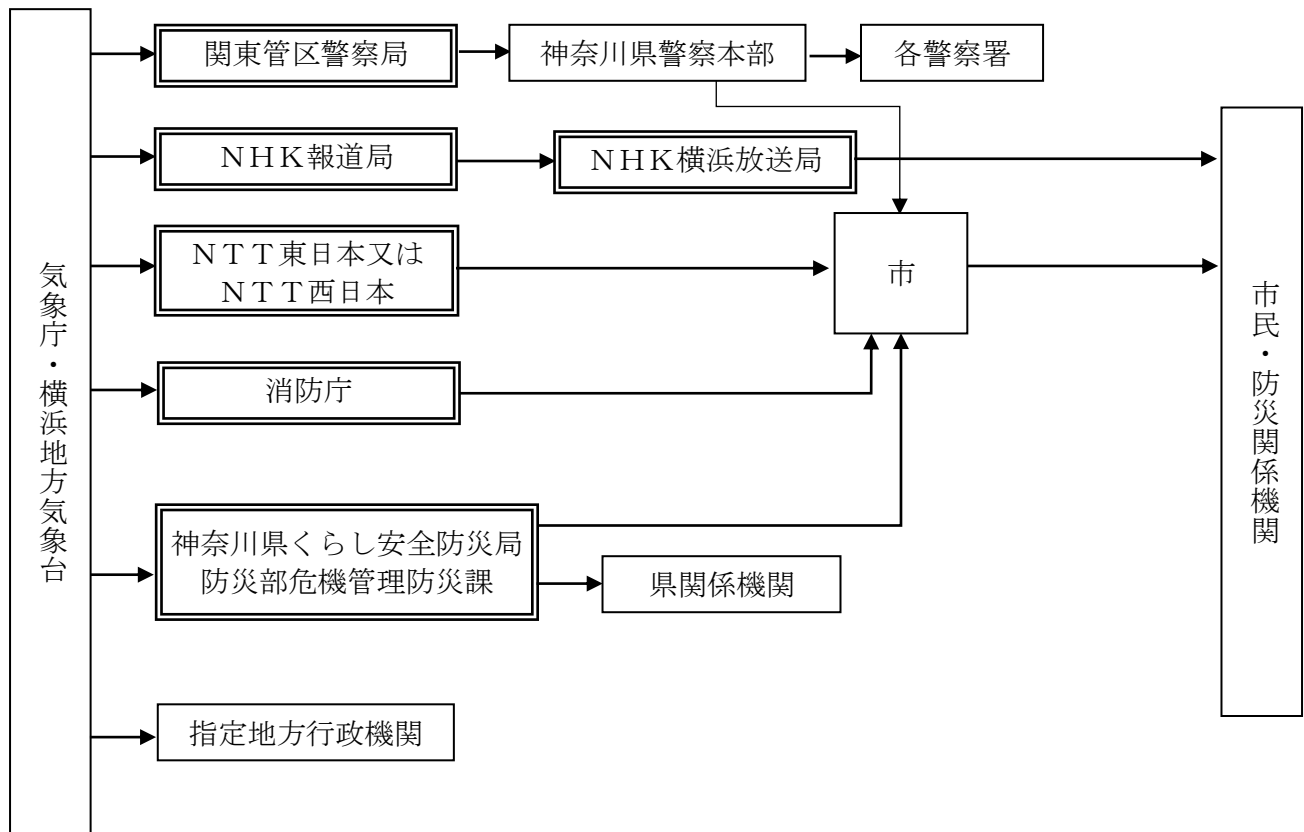 気象庁・横浜地方気象台
関東管区警察局
神奈川県警察本部
各警察署
NHK報道局
NHK横浜放送局
NTT東日本又は
NTT西日本
市
消防庁
神奈川県くらし安全防災局
防災部危機管理防災課
県関係機関
指定地方行政機関
市民・防災関係機関